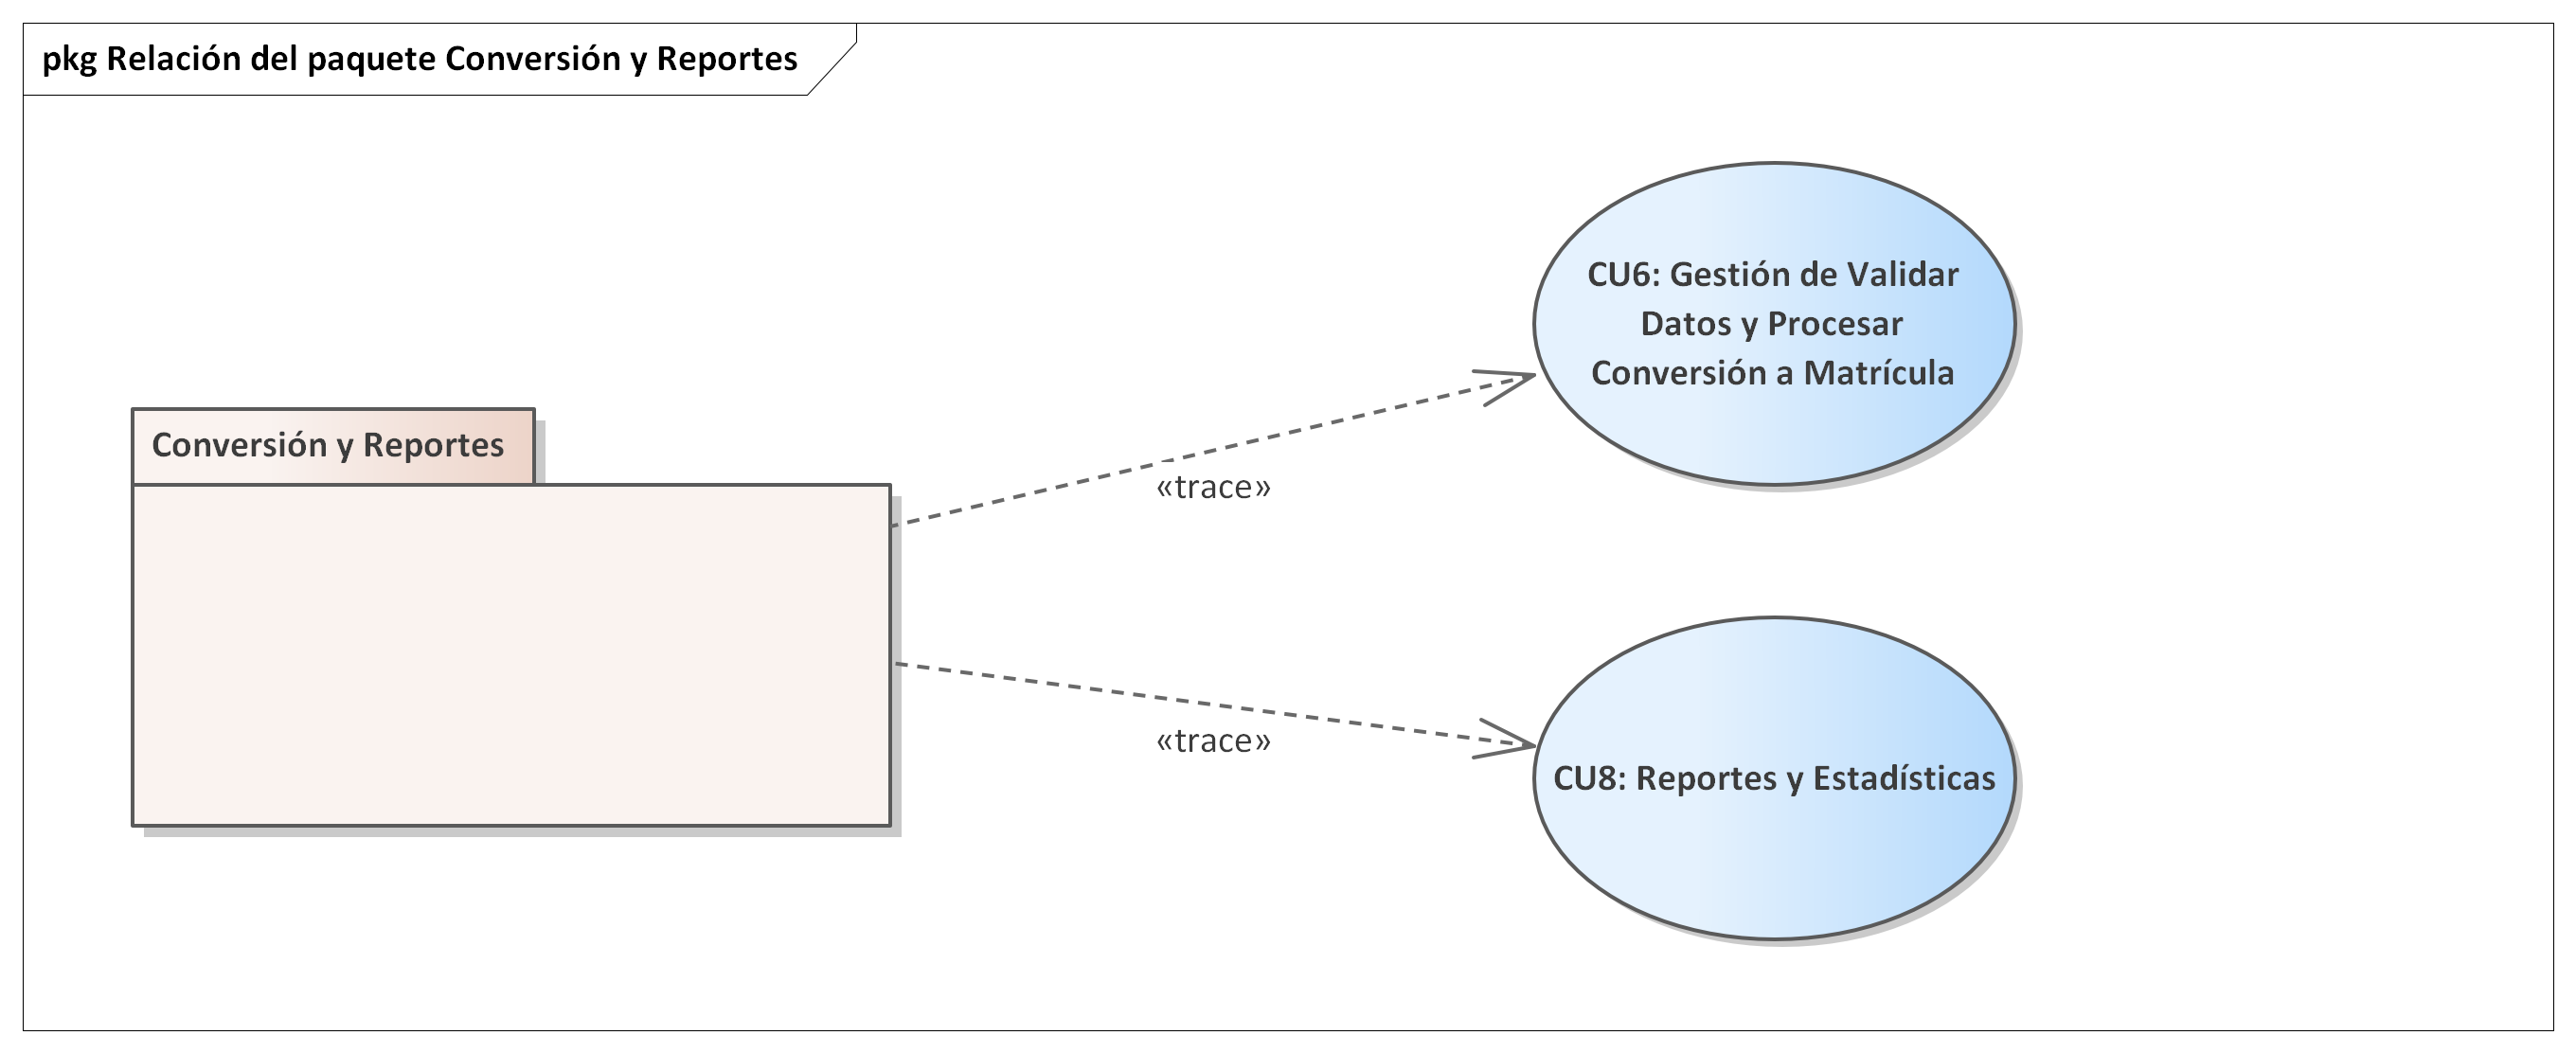 pkg Relación del paquete Conversión y Reportes
CU6: Gestión de Validar
Datos y Procesar
Conversión a Matrícula
Conversión y Reportes
«trace»
«trace»
CU8: Reportes y Estadísticas